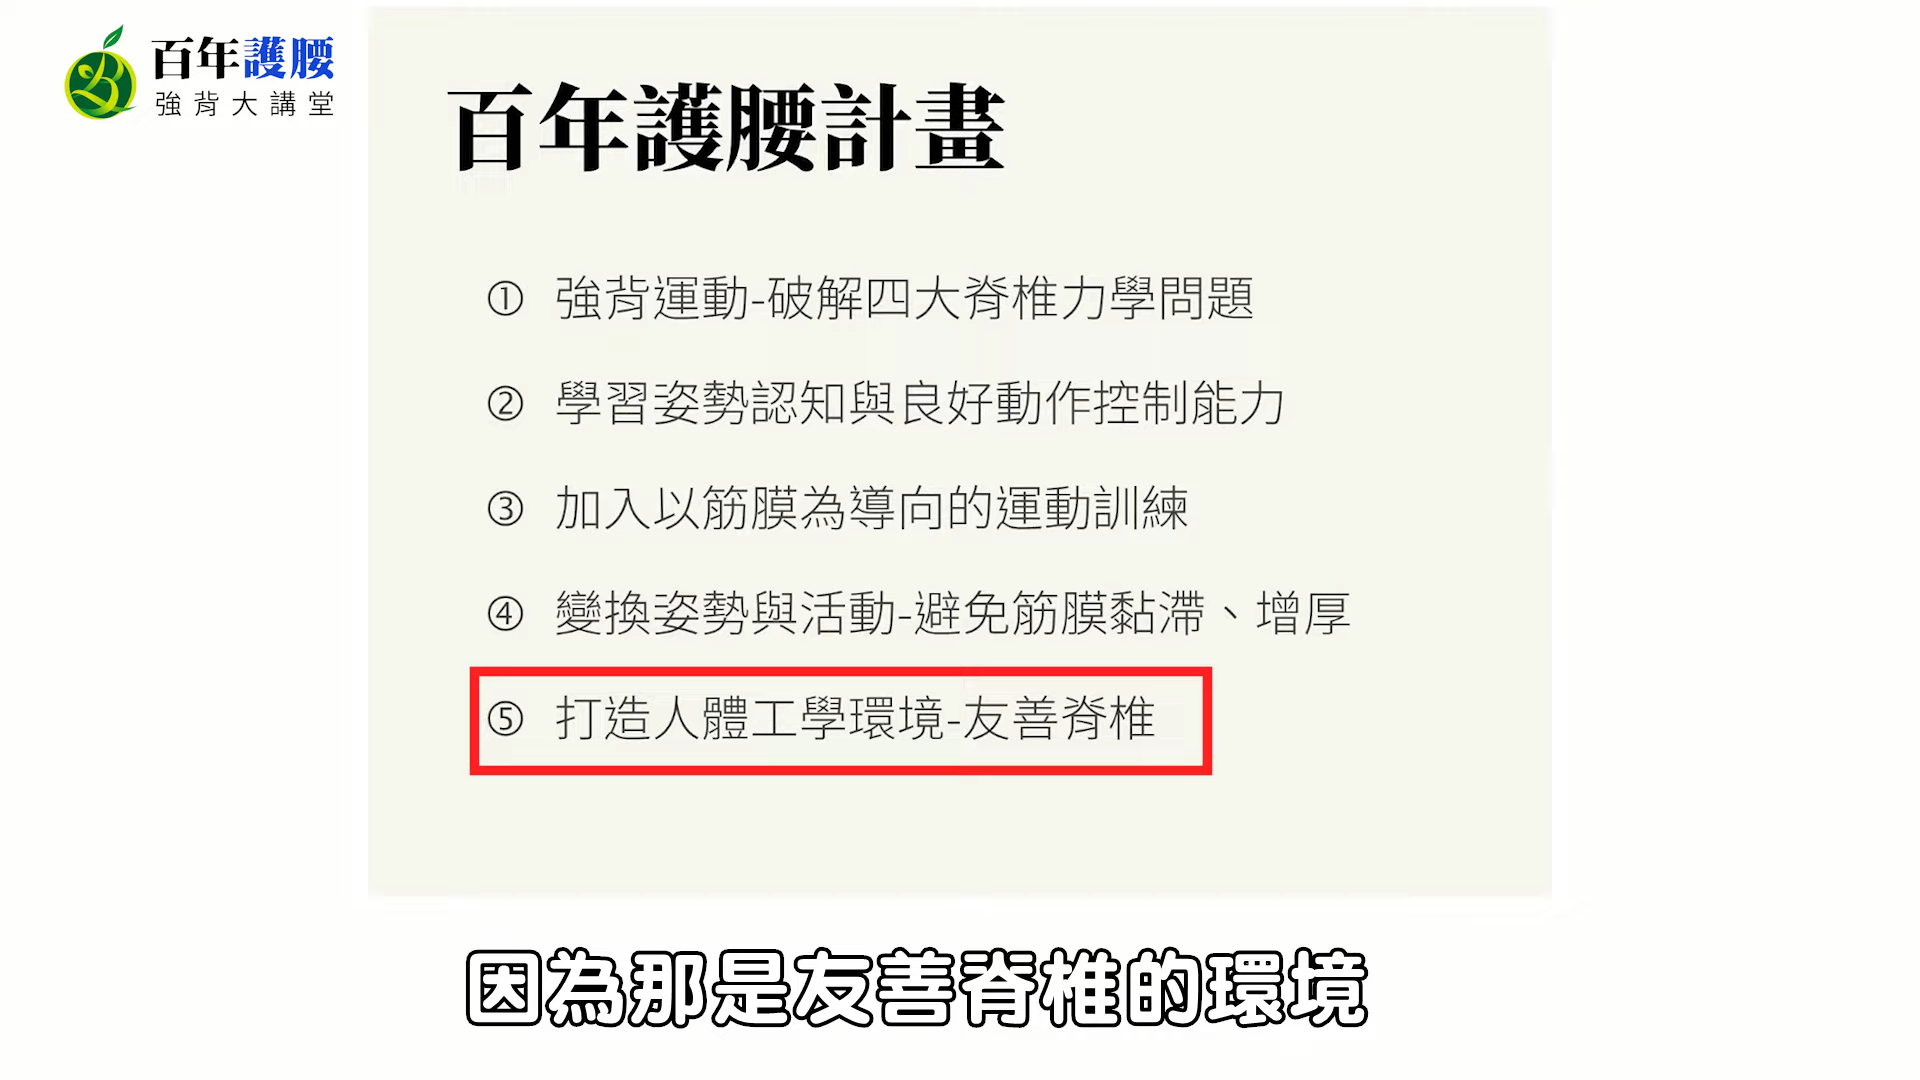 百年護腰
強背大講堂
百年護腰計畫
① 強背運動-破解四大脊椎力學問題
② 學習姿勢認知與良好動作控制能力
③ 加入以筋膜為導向的運動訓練
④ 變換姿勢與活動-避免筋膜黏滯、增厚
⑤ 打造人體工學環境-友善脊椎
因為那是友善脊椎的環境